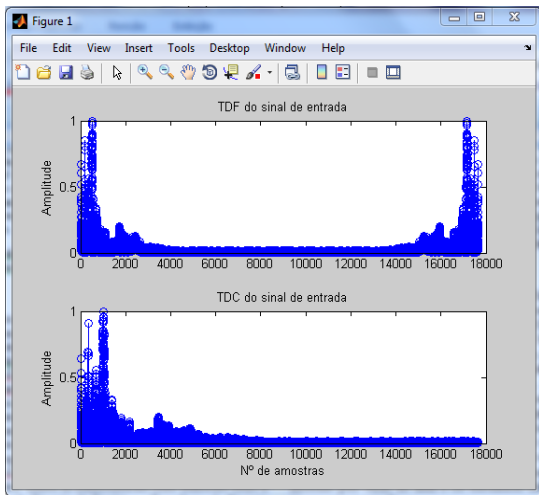 Figure 1
File Edit View Insert Tools Desktop Window Help
TDF do sinal de entrada
1
0.5
0
Amplitude
0 2000 4000 6000 8000 10000 12000 14000 16000 18000
TDC do sinal de entrada
1
0.5
0
Amplitude
0 2000 4000 6000 8000 10000 12000 14000 16000 18000
Nº de amostras